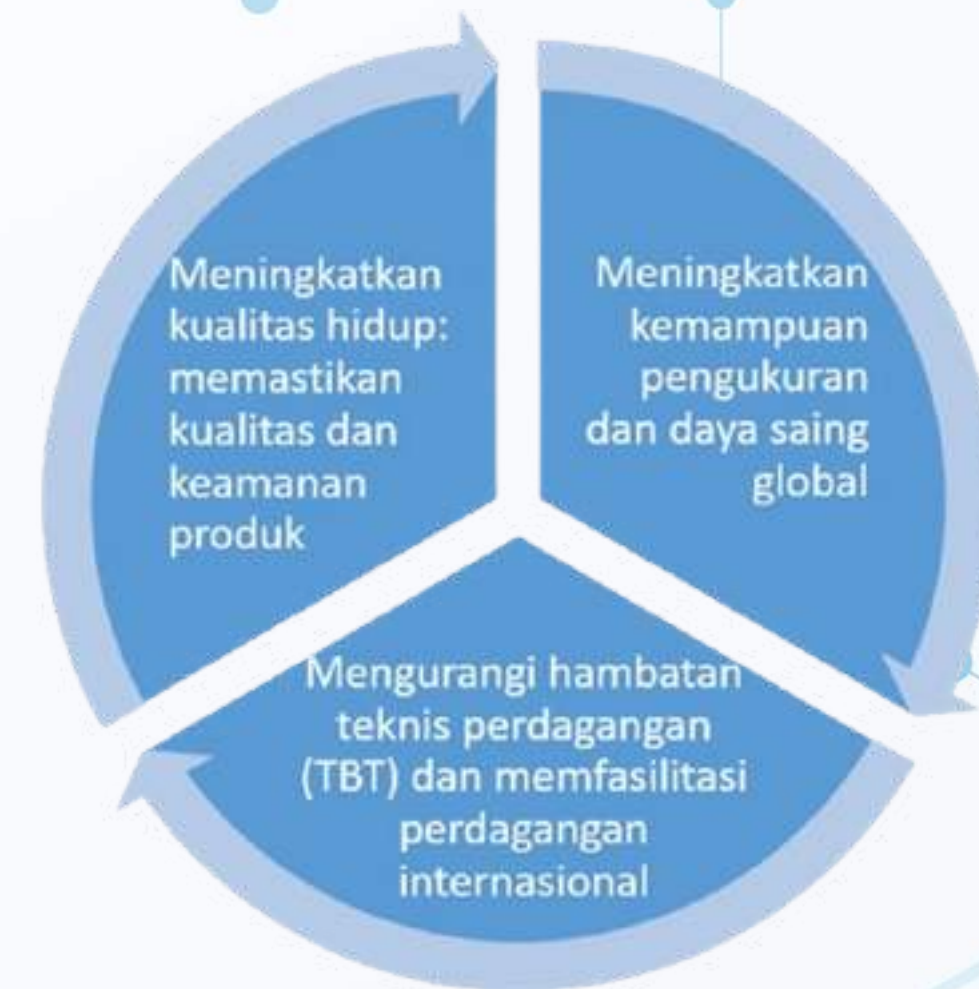 Meningkatkan
kualitas hidup:
memastikan
kualitas dan
keamanan
produk
Meningkatkan
kemampuan
pengukuran
dan daya saing
global
Mengurangi hambatan
teknis perdagangan
(TBT) dan memfasilitasi
perdagangan
internasional